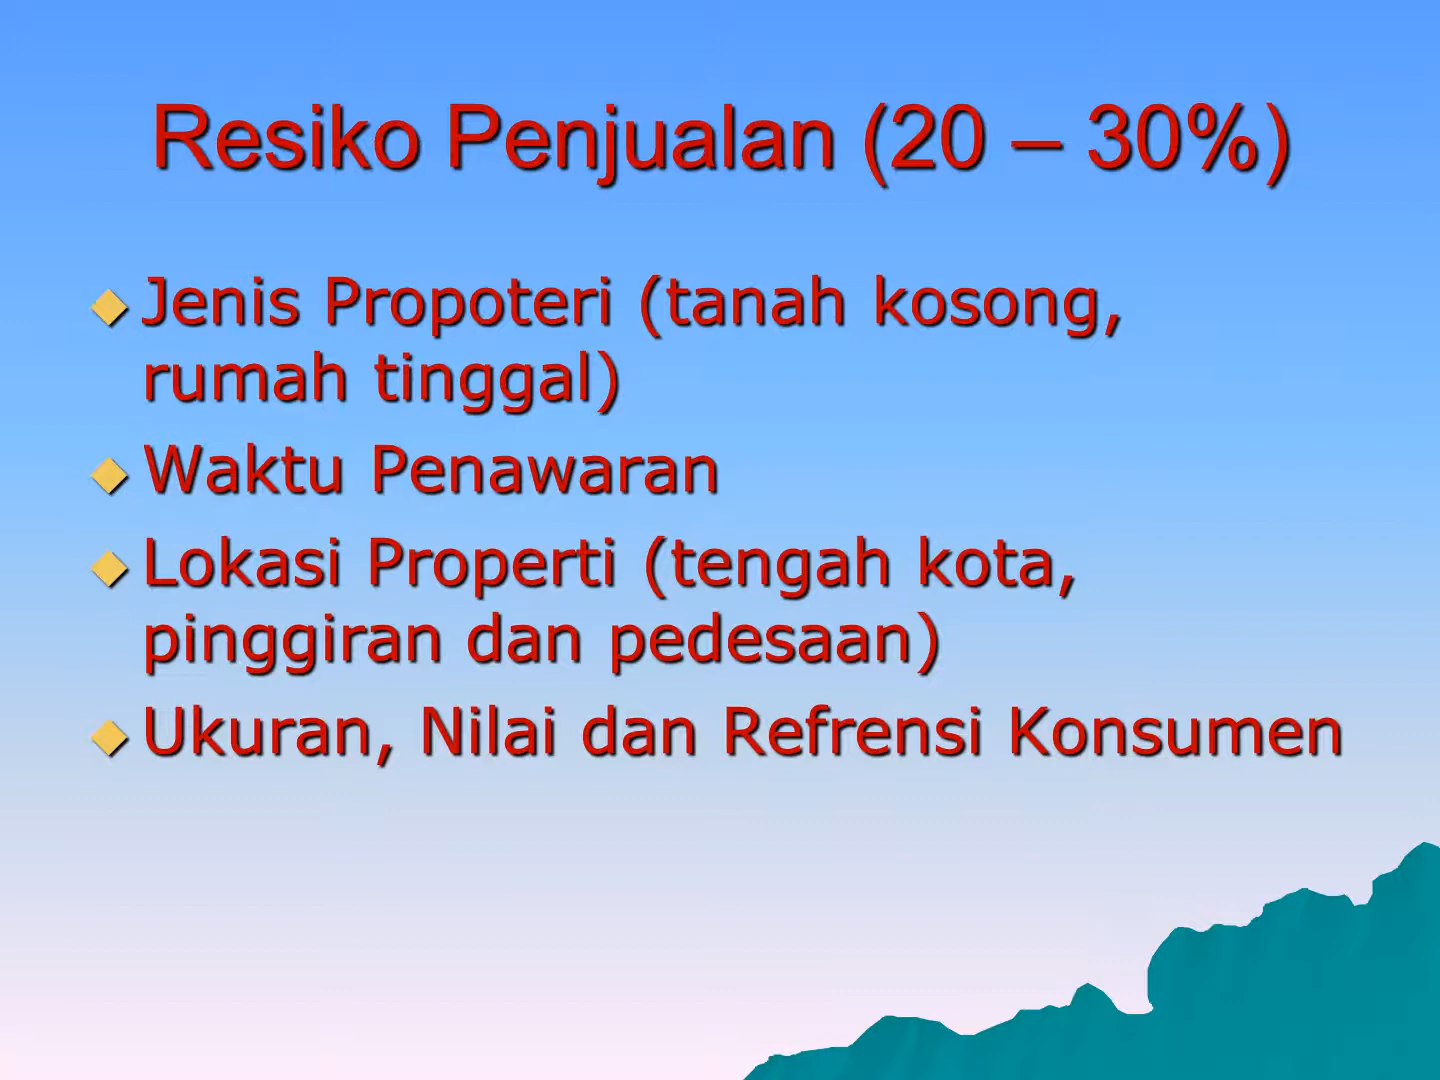 Resiko Penjualan (20 – 30%)
Jenis Propoteri (tanah kosong,
rumah tinggal)
Waktu Penawaran
Lokasi Properti (tengah kota,
pinggiran dan pedesaan)
Ukuran, Nilai dan Refrensi Konsumen